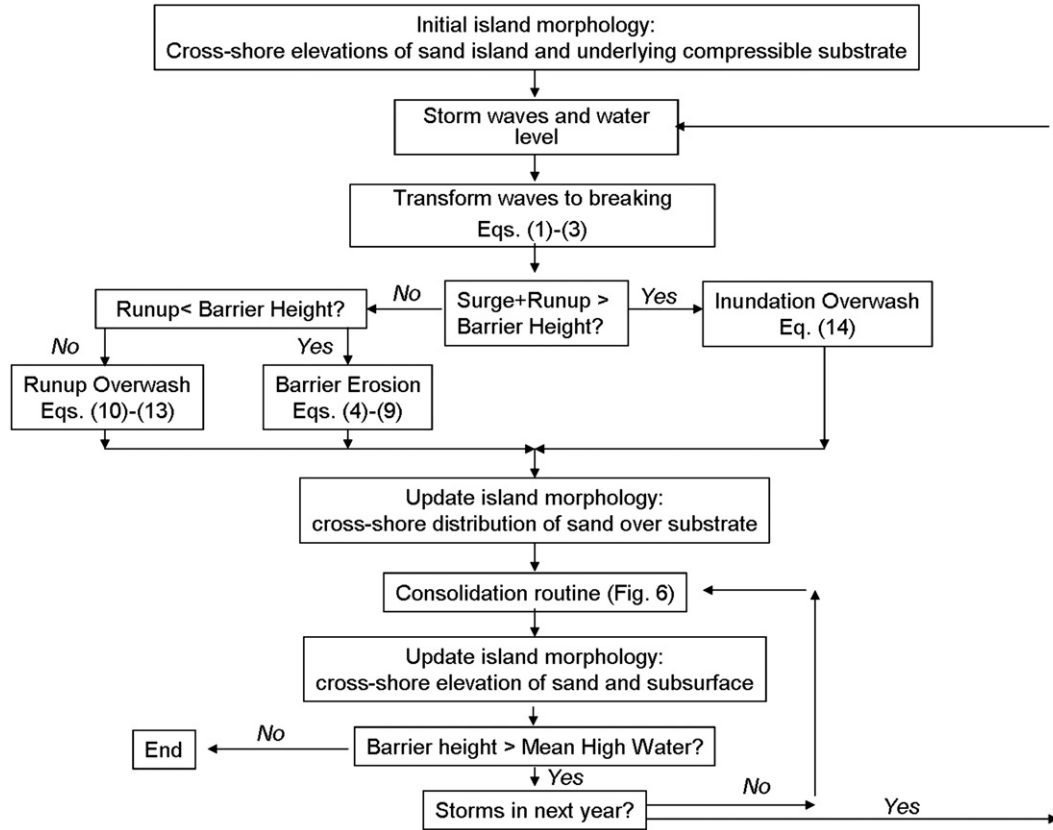 Initial island morphology:
Cross-shore elevations of sand island and underlying compressible substrate
Storm waves and water
level
Transform waves to breaking
Eqs. (1)-(3)
Runup< Barrier Height?
No
Surge+Runup >
Barrier Height?
Yes
Inundation Overwash
Eq. (14)
No
Yes
Runup Overwash
Eqs. (10)-(13)
Barrier Erosion
Eqs. (4)-(9)
Update island morphology:
cross-shore distribution of sand over substrate
Consolidation routine (Fig. 6)
Update island morphology:
cross-shore elevation of sand and subsurface
End
No
Barrier height > Mean High Water?
Yes
Storms in next year?
No
Yes